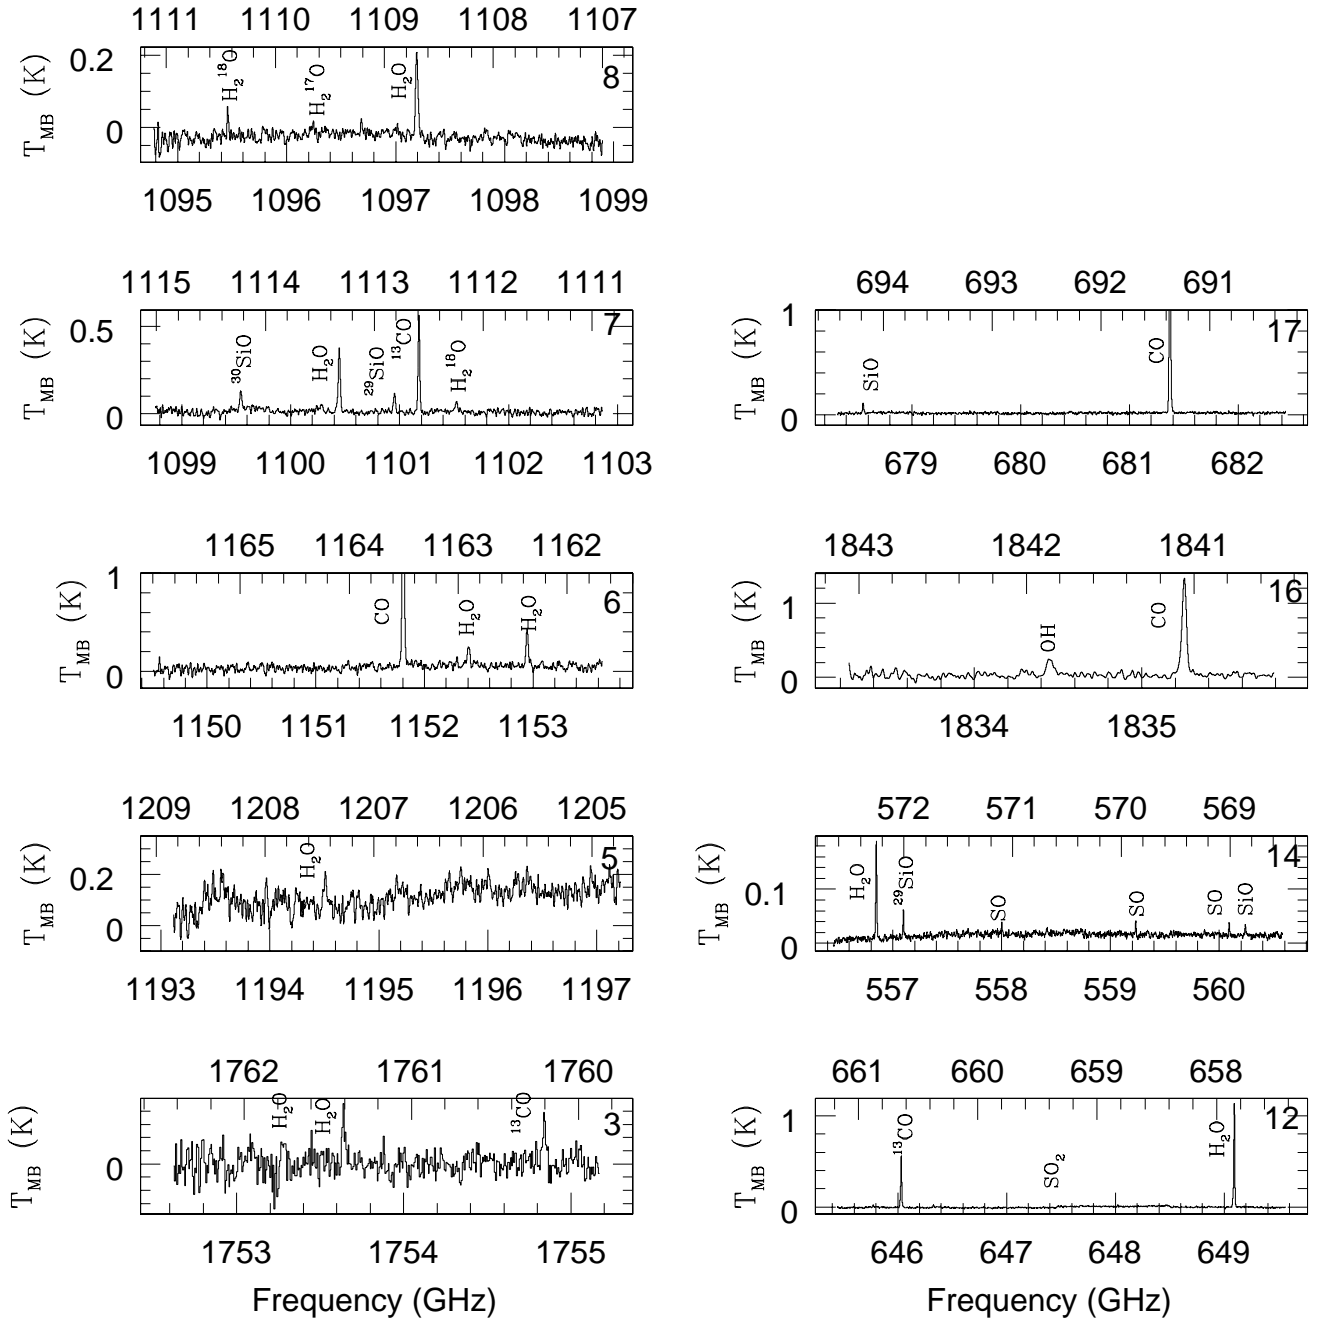 1111 1110 1109 1108 1107
T_MB (K)
0.2
0
H₂¹⁸O
H₂¹⁷O
H₂O
8
1095 1096 1097 1098 1099
1115 1114 1113 1112 1111
T_MB (K)
0.5
0
³⁰SiO
H₂O
²⁹SiO
¹³CO
H₂¹⁸O
7
1099 1100 1101 1102 1103
694 693 692 691
T_MB (K)
1
0
SiO
CO
17
679 680 681 682
1165 1164 1163 1162
T_MB (K)
1
0
CO
H₂O
H₂O
6
1150 1151 1152 1153
1843 1842 1841
T_MB (K)
1
0
OH
CO
16
1834 1835
1209 1208 1207 1206 1205
T_MB (K)
0.2
0
H₂O
5
1193 1194 1195 1196 1197
572 571 570 569
T_MB (K)
0.1
0
H₂O
²⁹SiO
SO
SO
SO
SiO
14
557 558 559 560
1762 1761 1760
T_MB (K)
0
H₂O
H₂O
¹³CO
3
1753 1754 1755
Frequency (GHz)
661 660 659 658
T_MB (K)
1
0
¹³CO
SO₂
H₂O
12
646 647 648 649
Frequency (GHz)